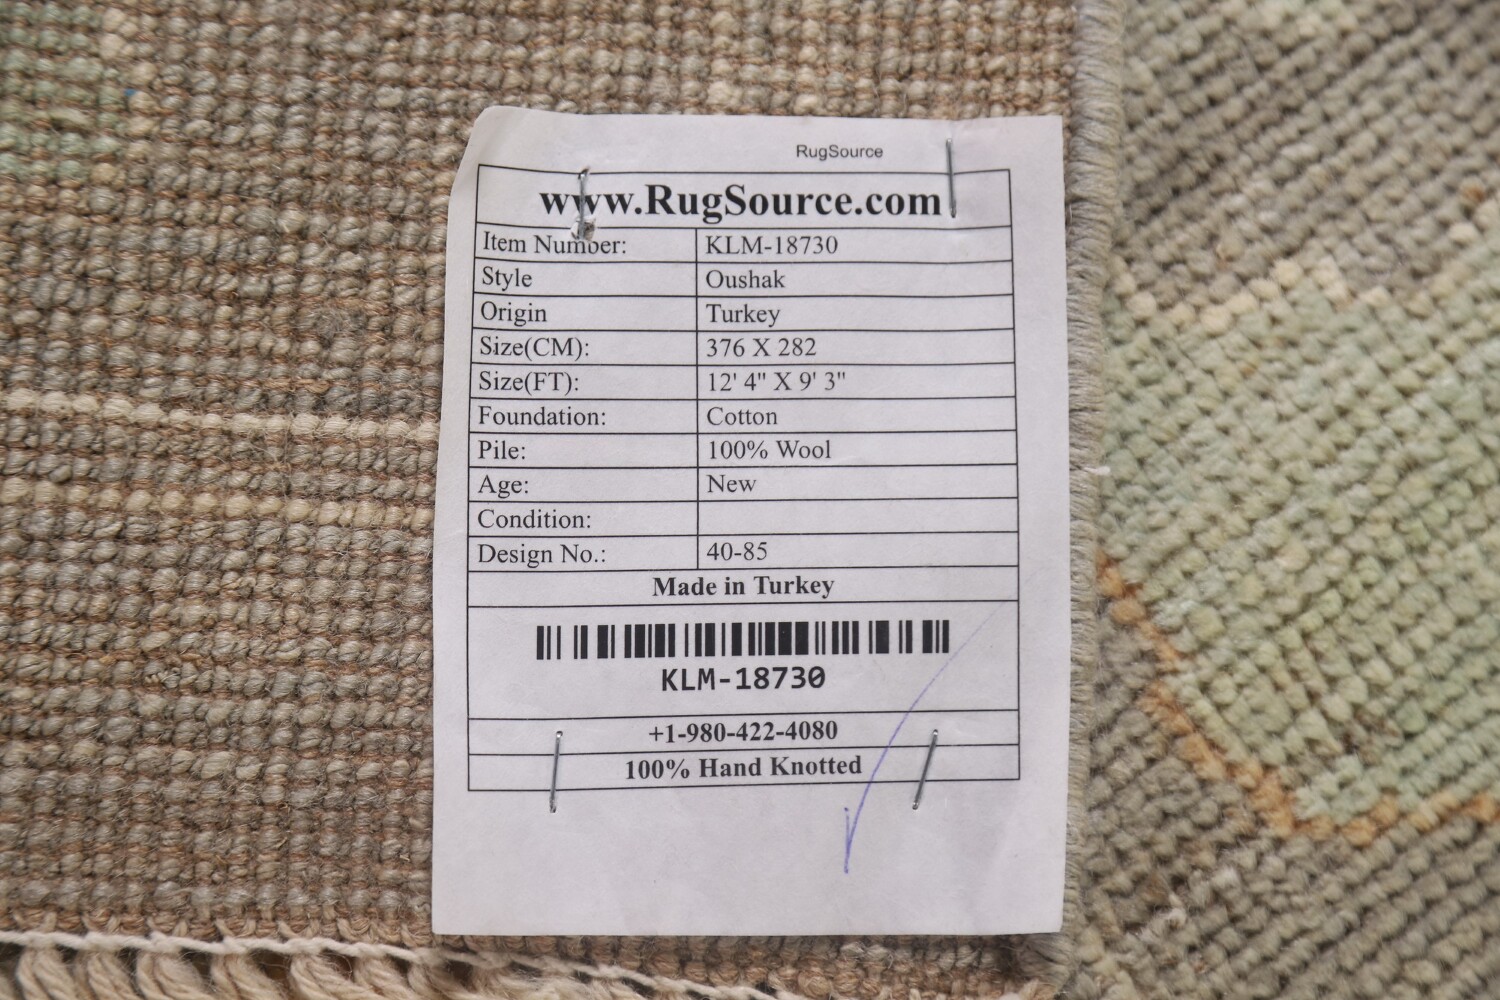 RugSource
www.RugSource.com
Item Number: KLM-18730
Style Oushak
Origin Turkey
Size(CM): 376 X 282
Size(FT): 12' 4" X 9' 3"
Foundation: Cotton
Pile: 100% Wool
Age: New
Condition:
Design No.: 40-85
Made in Turkey
KLM-18730
+1-980-422-4080
100% Hand Knotted